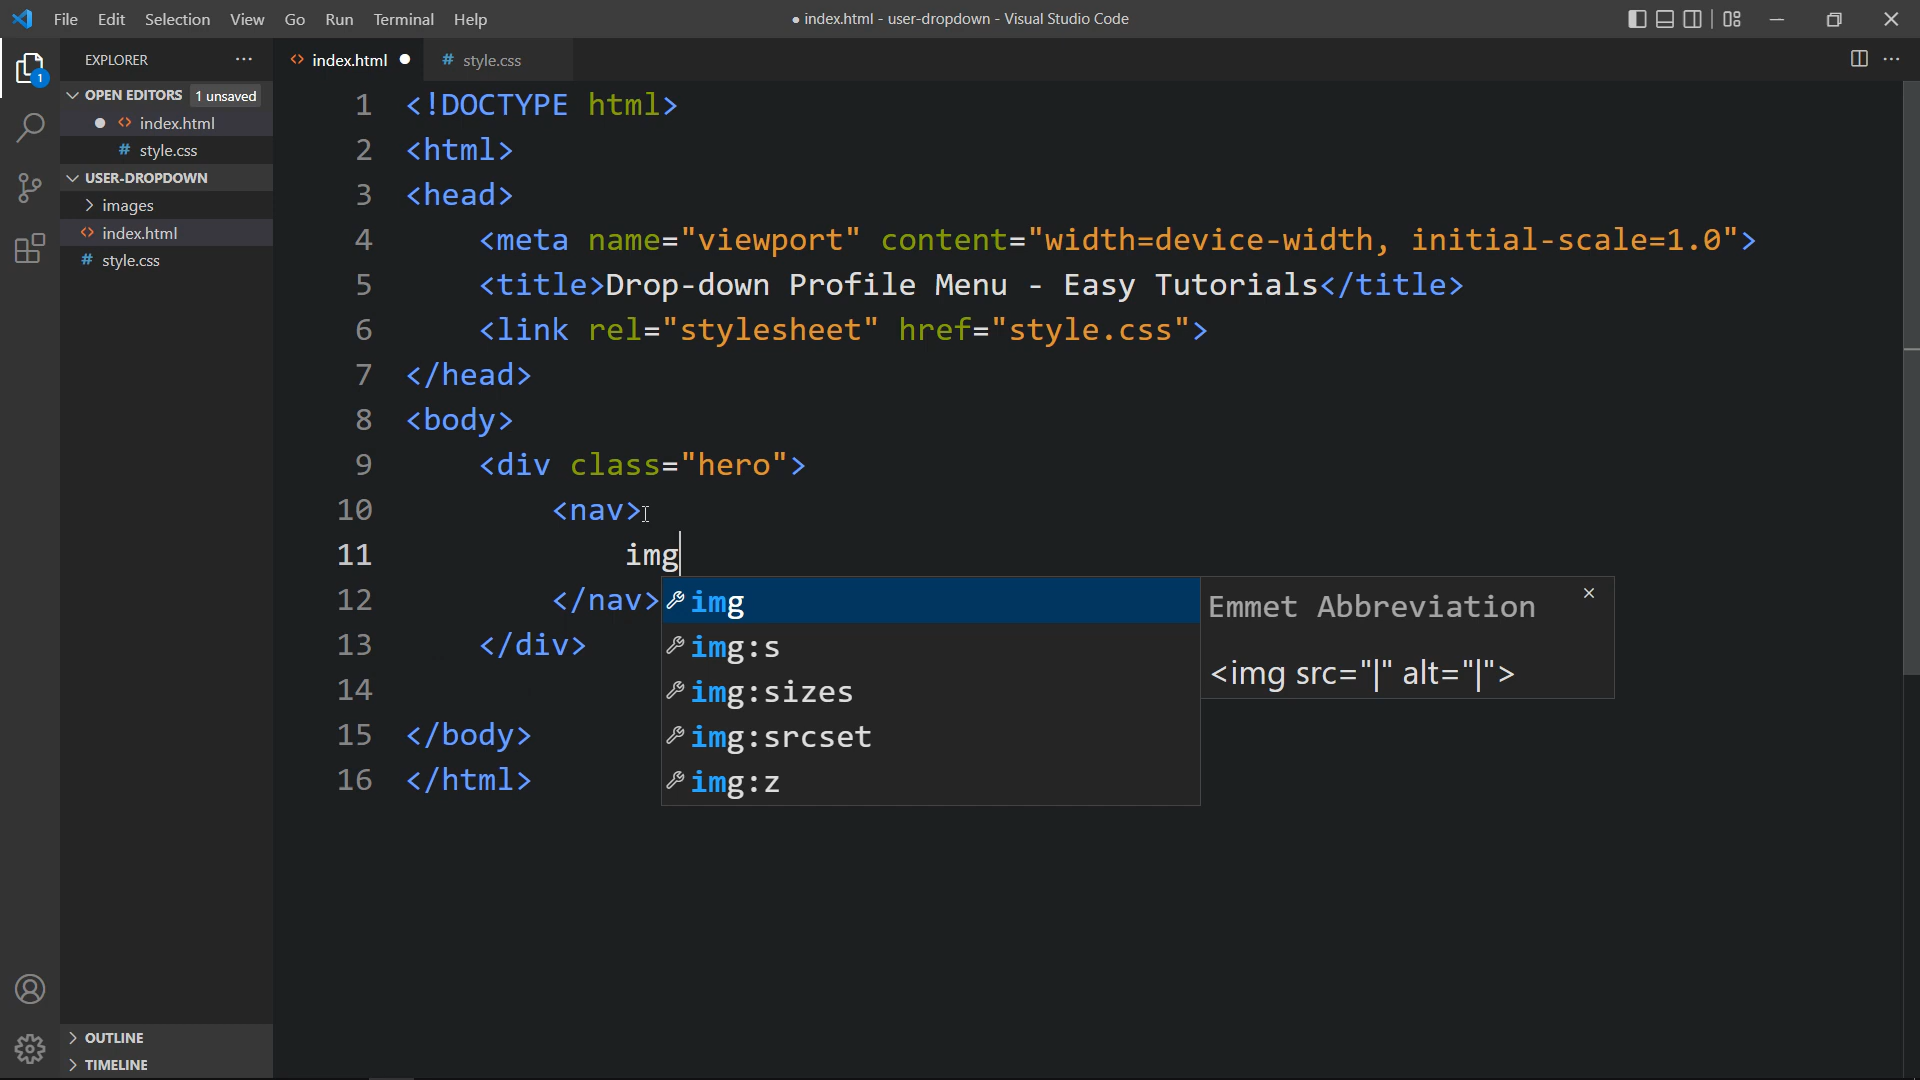 File Edit Selection View Go Run Terminal Help
● index.html - user-dropdown - Visual Studio Code
EXPLORER
OPEN EDITORS 1 unsaved
index.html
style.css
USER-DROPDOWN
images
index.html
style.css
OUTLINE
TIMELINE
1
index.html
style.css
1 <!DOCTYPE html>
2 <html>
3 <head>
4 <meta name="viewport" content="width=device-width, initial-scale=1.0">
5 <title>Drop-down Profile Menu - Easy Tutorials</title>
6 <link rel="stylesheet" href="style.css">
7 </head>
8 <body>
9 <div class="hero">
10 <nav>
11 img
12 </nav>
13 </div>
14
15 </body>
16 </html>
img
img:s
img:sizes
img:srcset
img:z
Emmet Abbreviation
<img src="|" alt="|">